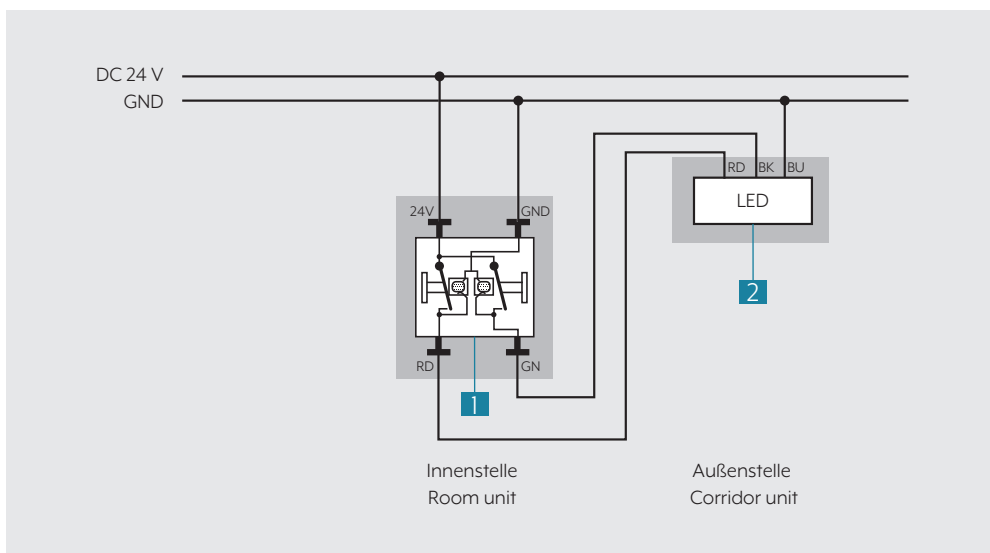 DC 24 V
GND
RD BK BU
LED
24V GND
2
RD GN
1
Innenstelle
Room unit
Außenstelle
Corridor unit